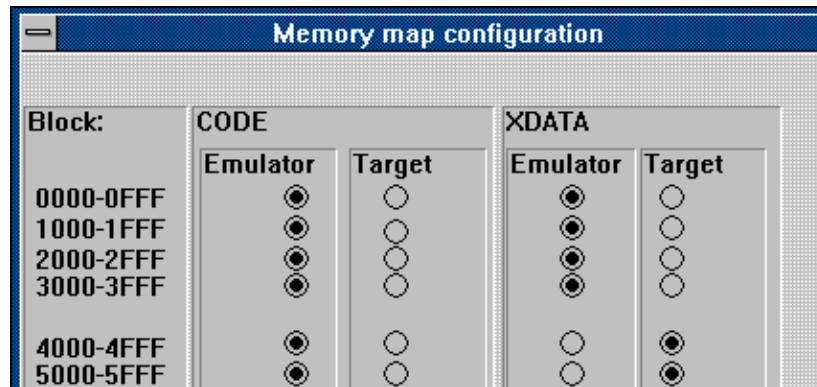 Memory map configuration
Block: CODE XDATA
Emulator Target Emulator Target
0000-0FFF
1000-1FFF
2000-2FFF
3000-3FFF
4000-4FFF
5000-5FFF